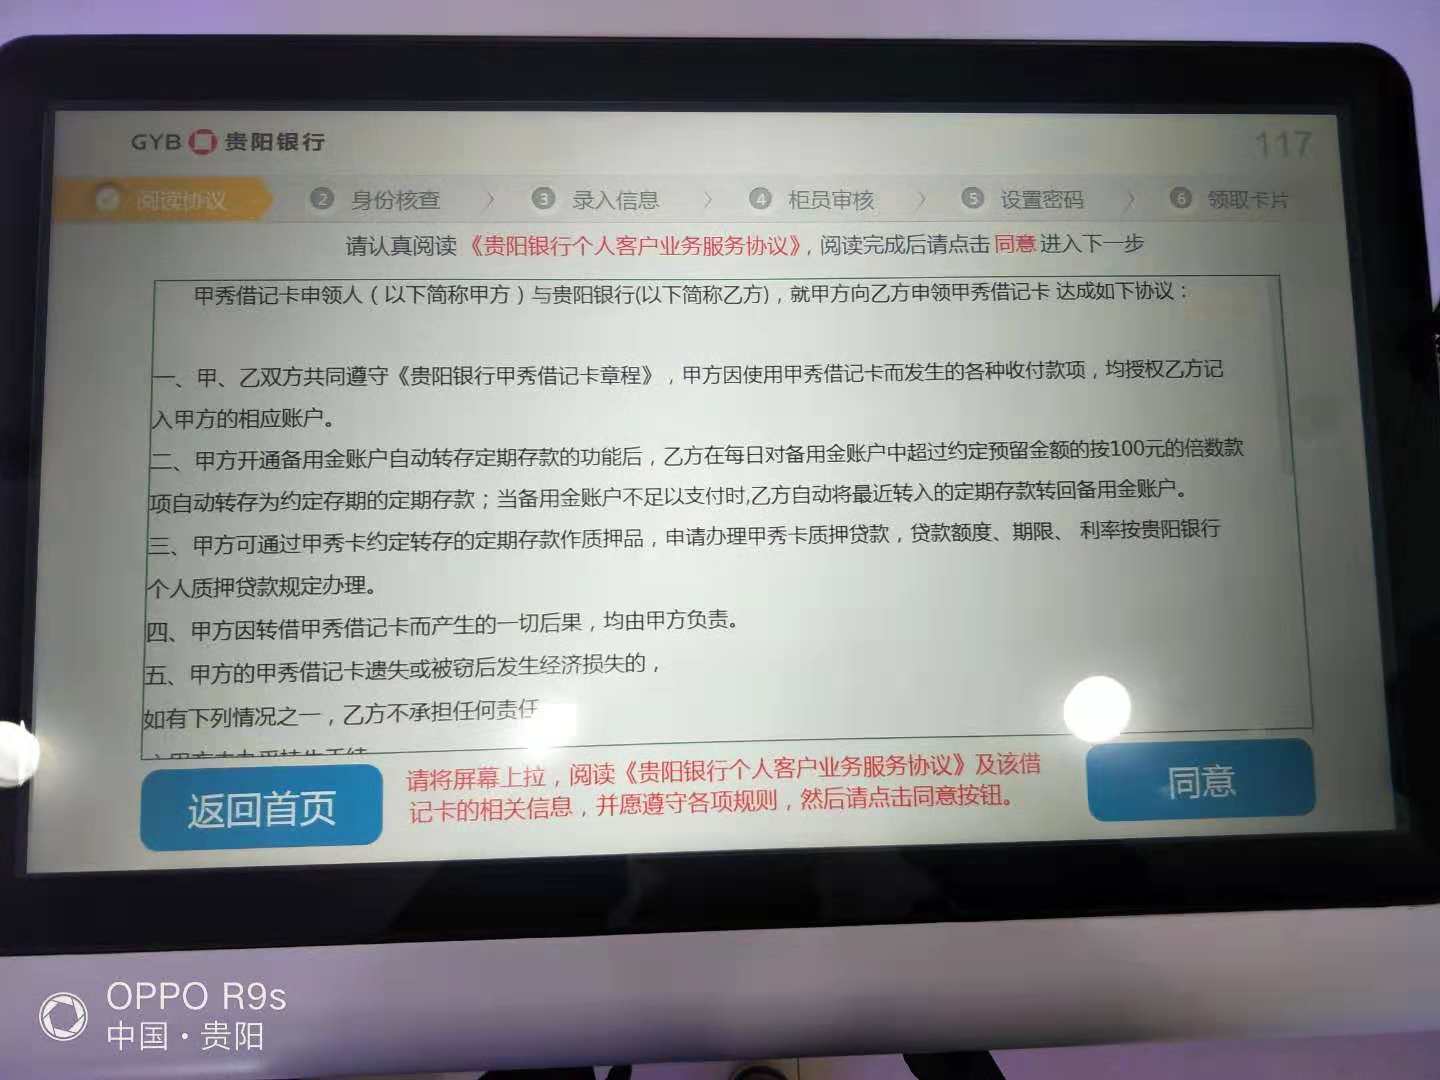 GYB 贵阳银行
117
阅读协议 2 身份核查 3 录入信息 4 柜员审核 5 设置密码 6 领取卡片
请认真阅读《贵阳银行个人客户业务服务协议》, 阅读完成后请点击 同意 进入下一步
甲秀借记卡申领人（以下简称甲方）与贵阳银行(以下简称乙方)，就甲方向乙方申领甲秀借记卡 达成如下协议：
一、甲、乙双方共同遵守《贵阳银行甲秀借记卡章程》，甲方因使用甲秀借记卡而发生的各种收付款项，均授权乙方记
入甲方的相应账户。
二、甲方开通备用金账户自动转存定期存款的功能后，乙方在每日对备用金账户中超过约定预留金额的按100元的倍数款
项自动转存为约定存期的定期存款；当备用金账户不足以支付时,乙方自动将最近转入的定期存款转回备用金账户。
三、甲方可通过甲秀卡约定转存的定期存款作质押品，申请办理甲秀卡质押贷款，贷款额度、期限、 利率按贵阳银行
个人质押贷款规定办理。
四、甲方因转借甲秀借记卡而产生的一切后果，均由甲方负责。
五、甲方的甲秀借记卡遗失或被窃后发生经济损失的，
如有下列情况之一，乙方不承担任何责任
返回首页
请将屏幕上拉，阅读《贵阳银行个人客户业务服务协议》及该借
记卡的相关信息，并愿遵守各项规则，然后请点击同意按钮。
同意
OPPO R9s
中国·贵阳